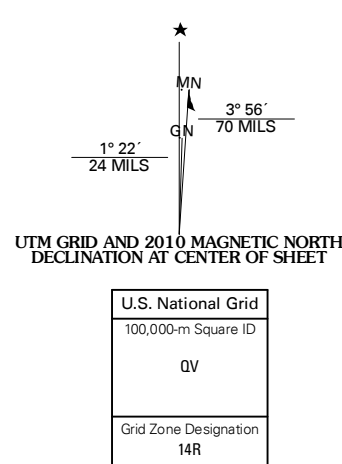 ★
MN
3° 56´
70 MILS
GN
1° 22´
24 MILS
UTM GRID AND 2010 MAGNETIC NORTH
DECLINATION AT CENTER OF SHEET
U.S. National Grid
100,000-m Square ID
QV
Grid Zone Designation
14R